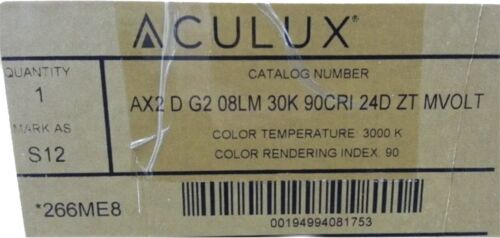 ACULUX®
QUANTITY
1
MARK AS
S12
CATALOG NUMBER
AX2 D G2 08LM 30K 90CRI 24D ZT MVOLT
COLOR TEMPERATURE: 3000 K
COLOR RENDERING INDEX: 90
*266ME8
00194994081753